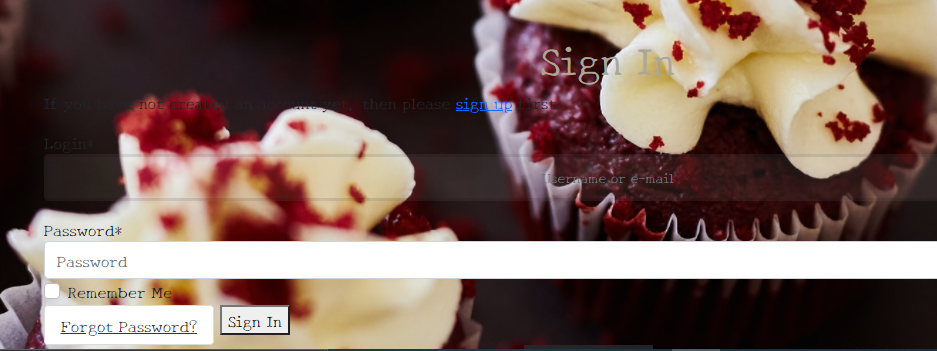 Sign In
If you have not created an account yet, then please sign up first.
Login*
Username or e-mail
Password*
Password
Remember Me
Forgot Password? Sign In